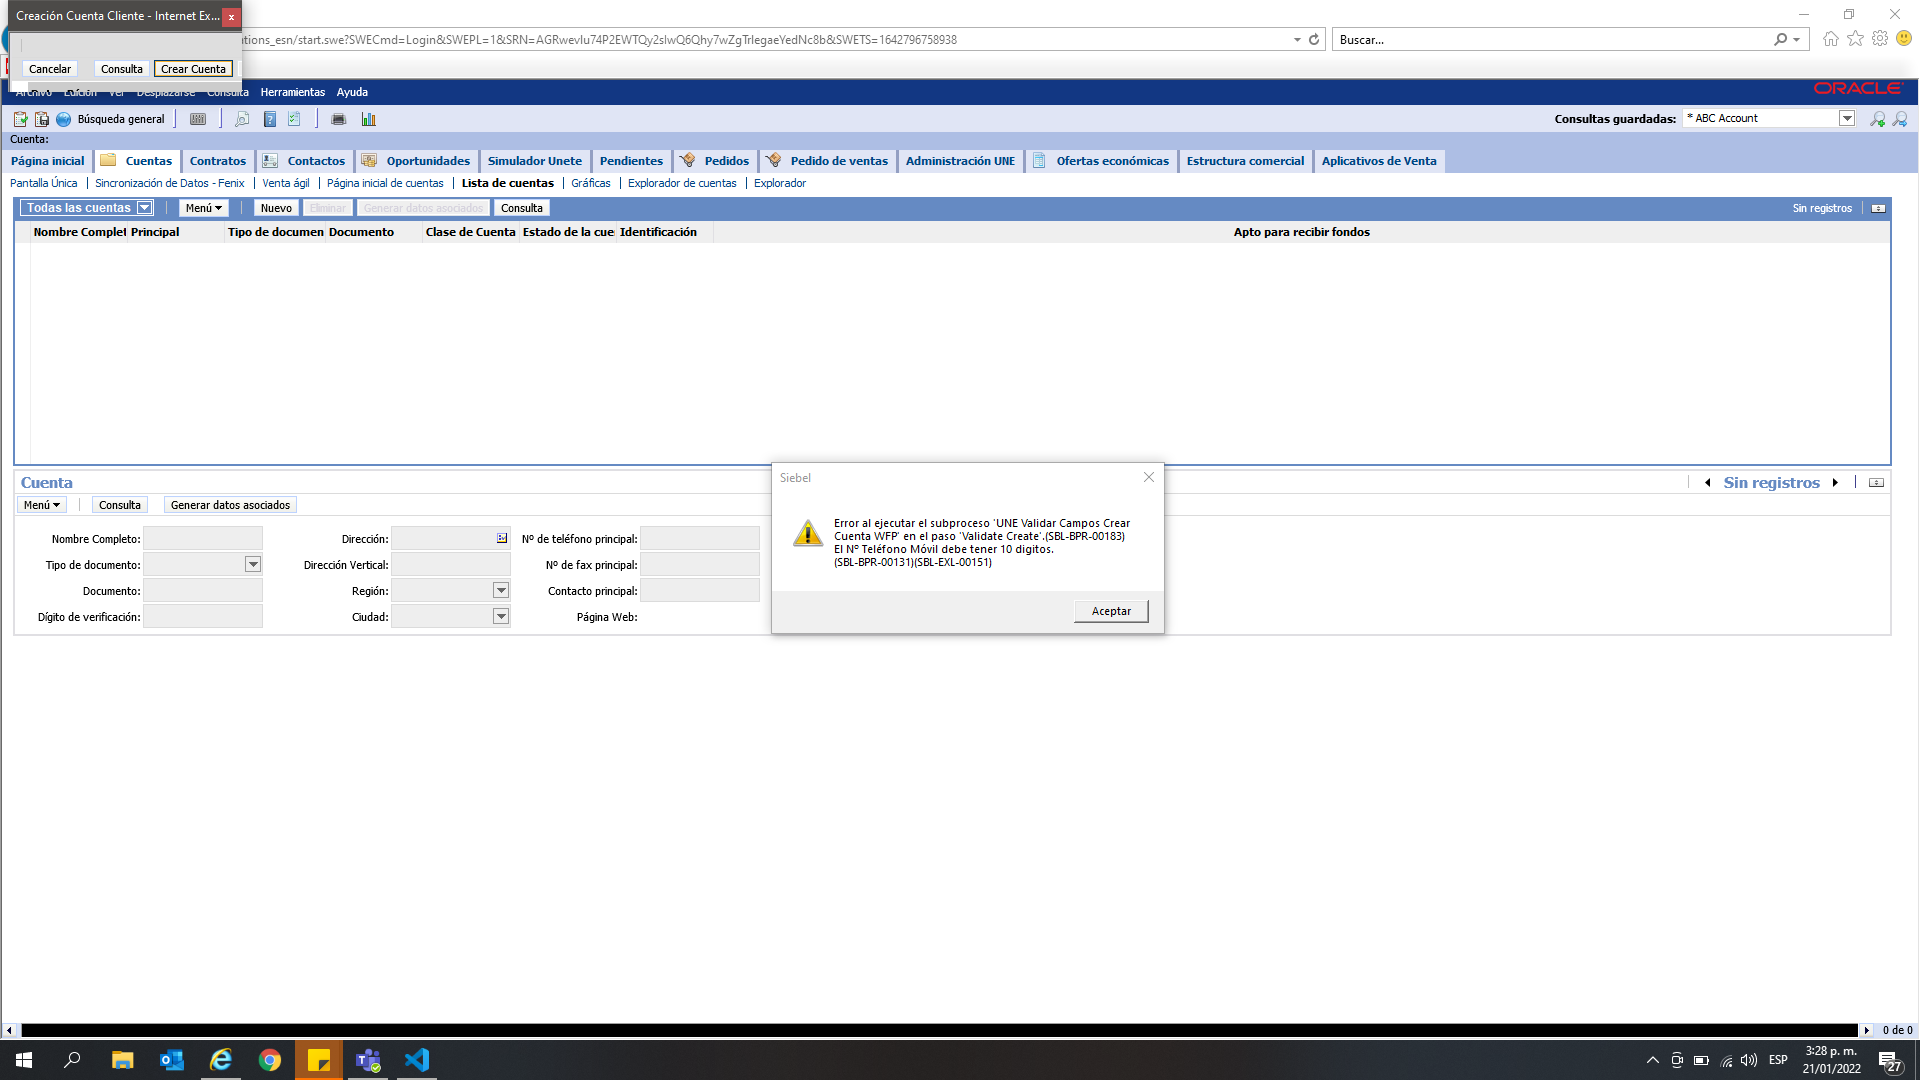 Creación Cuenta Cliente - Internet Ex...
x
ations_esn/start.swe?SWECmd=Login&SWEPL=1&SRN=AGRwevlu74P2EWTQy2slwQ6Qhy7wZgTrlegaeYedNc8b&SWETS=1642796758938
Buscar...
Cancelar
Consulta
Crear Cuenta
Archivo Edición Ver Desplazarse Consulta Herramientas Ayuda
ORACLE
Búsqueda general
Consultas guardadas:
* ABC Account
Cuenta:
Página inicial
Cuentas
Contratos
Contactos
Oportunidades
Simulador Unete
Pendientes
Pedidos
Pedido de ventas
Administración UNE
Ofertas económicas
Estructura comercial
Aplicativos de Venta
Pantalla Única
Sincronización de Datos - Fenix
Venta ágil
Página inicial de cuentas
Lista de cuentas
Gráficas
Explorador de cuentas
Explorador
Todas las cuentas
Menú
Nuevo
Eliminar
Generar datos asociados
Consulta
Sin registros
Nombre Complet
Principal
Tipo de documen
Documento
Clase de Cuenta
Estado de la cue
Identificación
Apto para recibir fondos
Cuenta
Sin registros
Menú
Consulta
Generar datos asociados
Nombre Completo:
Dirección:
Nº de teléfono principal:
Tipo de documento:
Dirección Vertical:
Nº de fax principal:
Documento:
Región:
Contacto principal:
Dígito de verificación:
Ciudad:
Página Web:
Siebel
Error al ejecutar el subproceso 'UNE Validar Campos Crear
Cuenta WFP' en el paso 'Validate Create'.(SBL-BPR-00183)
El Nº Teléfono Móvil debe tener 10 digitos.
(SBL-BPR-00131)(SBL-EXL-00151)
Aceptar
0 de 0
ESP
3:28 p. m.
21/01/2022
27